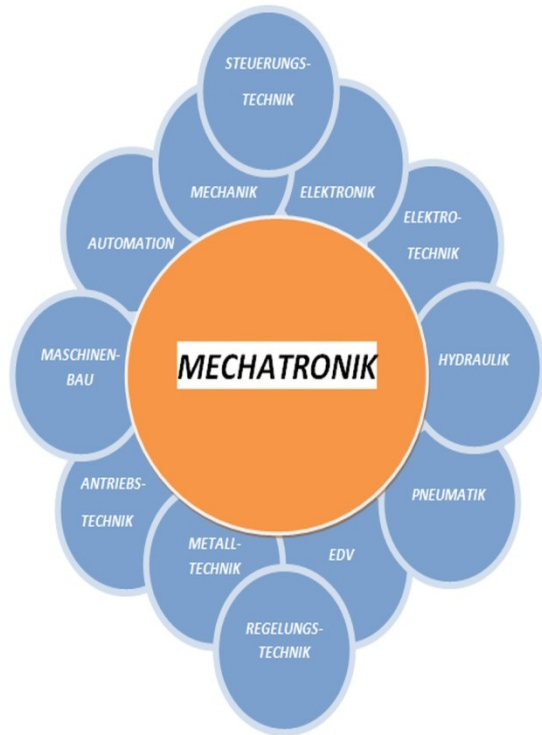 STEUERUNGS-
TECHNIK
MECHANIK
ELEKTRONIK
ELEKTRO-
TECHNIK
AUTOMATION
MASCHINEN-
BAU
MECHATRONIK
HYDRAULIK
ANTRIEBS-
TECHNIK
PNEUMATIK
METALL-
TECHNIK
EDV
REGELUNGS-
TECHNIK